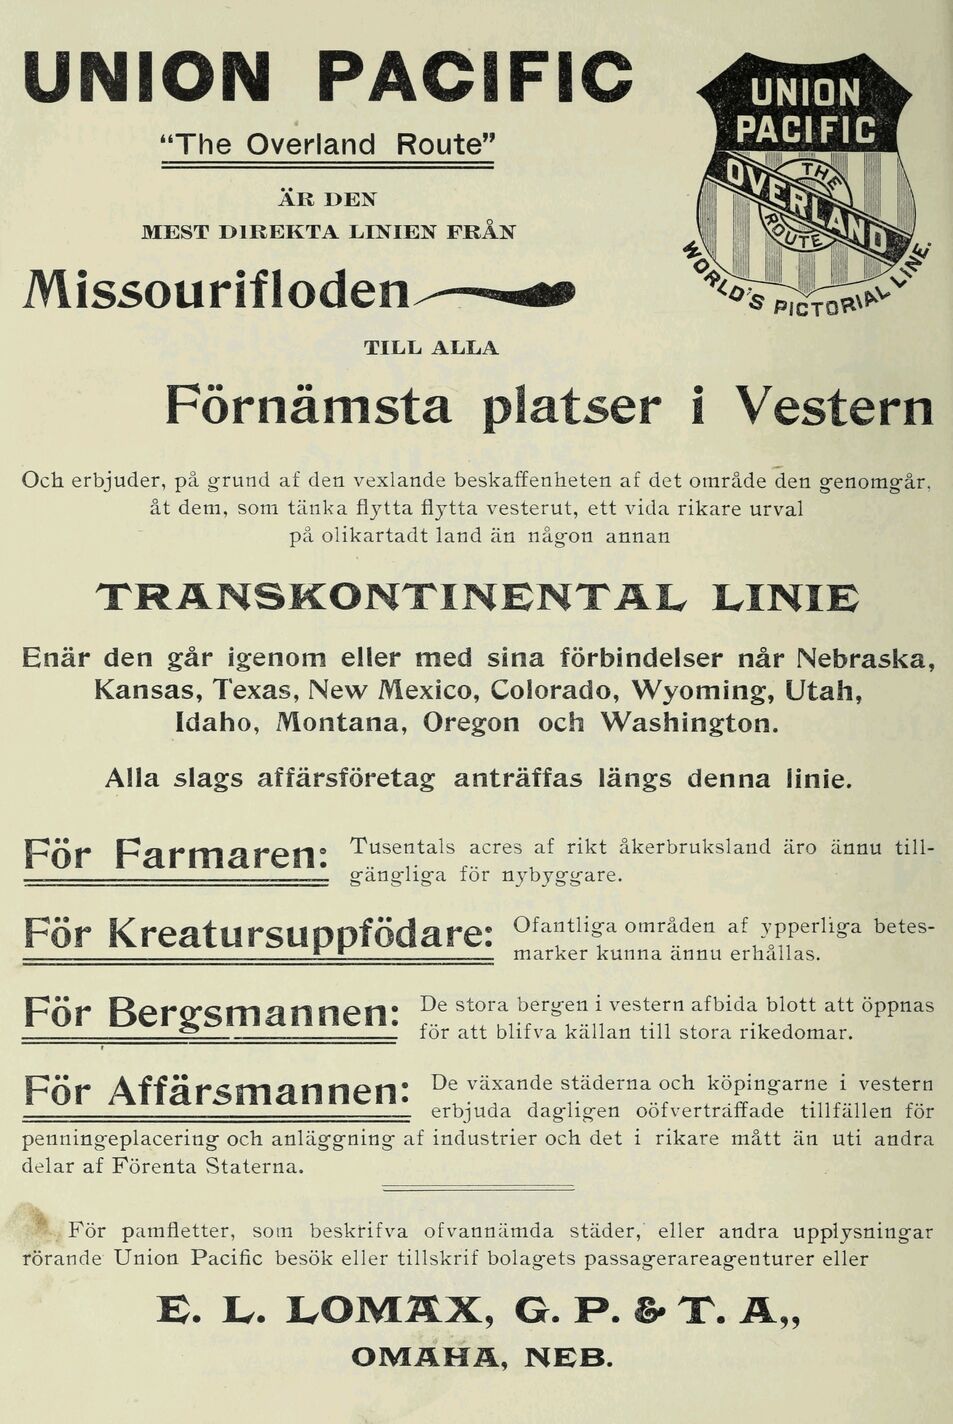 UNION PACIFIC
“The Overland Route”
UNION
PACIFIC
THE
OVERLAND
ROUTE
WORLD'S PICTORIAL LINE.
ÄR DEN
MEST DIREKTA LINIEN FRÅN
Missourifloden
TILL ALLA
Förnämsta platser i Vestern
Och erbjuder, på grund af den vexlande beskaffenheten af det område den genomgår,
åt dem, som tänka flytta flytta vesterut, ett vida rikare urval
på olikartadt land än någon annan
TRANSKONTINENTAL LINIE
Enär den går igenom eller med sina förbindelser når Nebraska,
Kansas, Texas, New Mexico, Colorado, Wyoming, Utah,
Idaho, Montana, Oregon och Washington.
Alla slags affärsföretag anträffas längs denna linie.
För Farmaren: Tusentals acres af rikt åkerbruksland äro ännu till-
gängliga för nybyggare.
För Kreatursuppfödare: Ofantliga områden af ypperliga betes-
marker kunna ännu erhållas.
För Bergsmannen: De stora bergen i vestern afbida blott att öppnas
för att blifva källan till stora rikedomar.
För Affärsmannen: De växande städerna och köpingarne i vestern
erbjuda dagligen oöfverträffade tillfällen för
penningeplacering och anläggning af industrier och det i rikare mått än uti andra
delar af Förenta Staterna.
För pamfletter, som beskrifva ofvannämda städer, eller andra upplysningar
rörande Union Pacific besök eller tillskrif bolagets passagerareagenturer eller
E. L. LOMAX, G. P. & T. A,,
OMAHA, NEB.